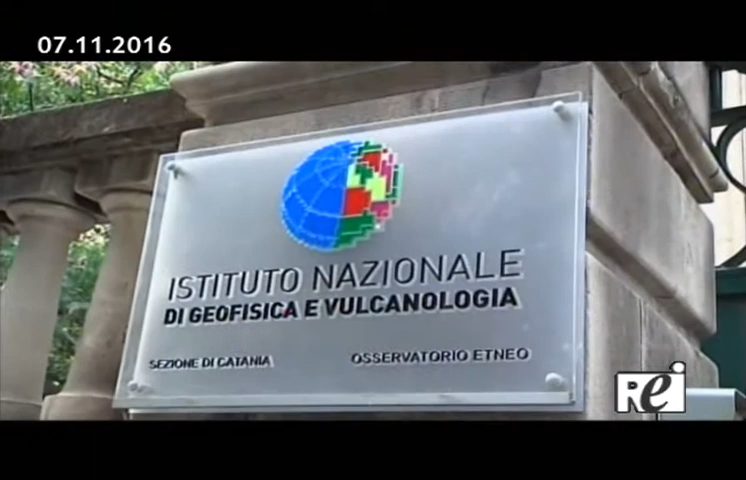 07.11.2016
ISTITUTO NAZIONALE
DI GEOFISICA E VULCANOLOGIA
SEZIONE DI CATANIA OSSERVATORIO ETNEO
REi